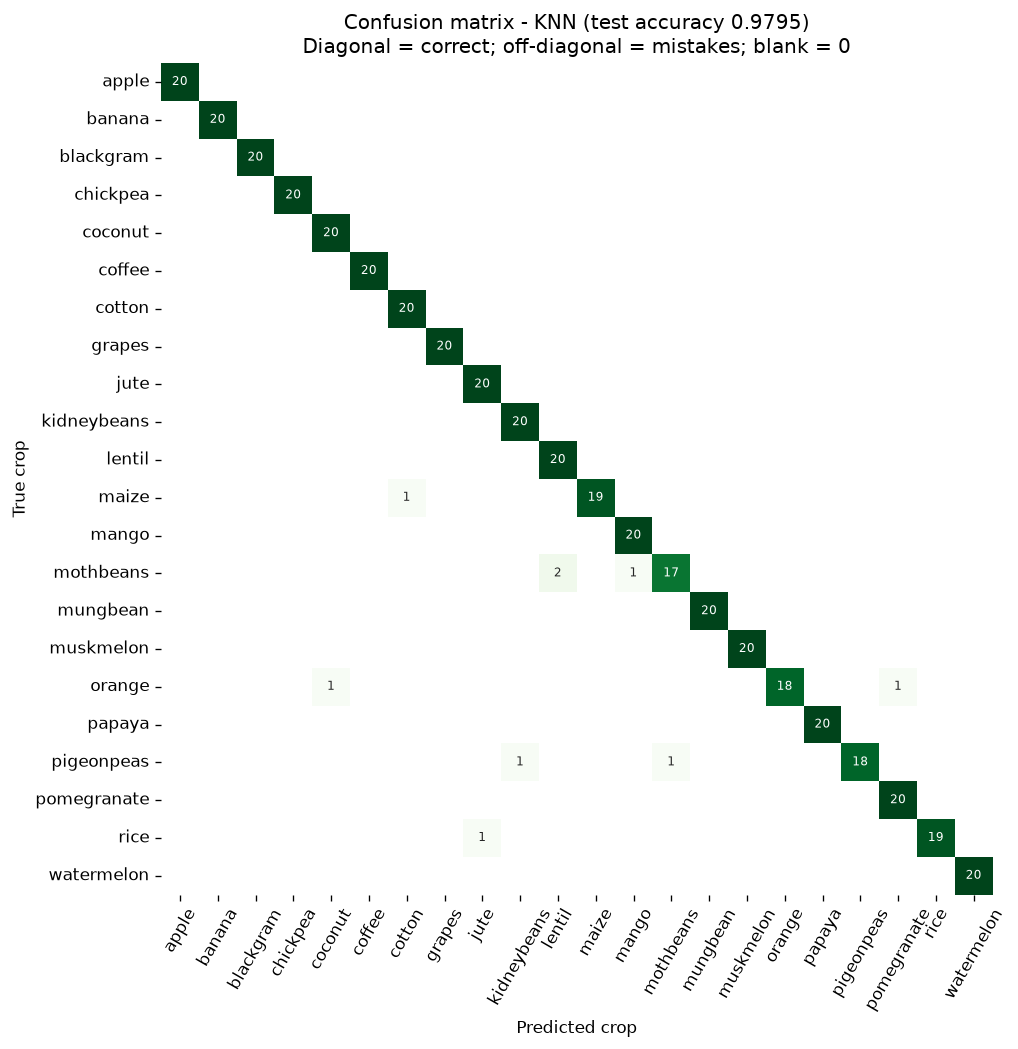 Confusion matrix - KNN (test accuracy 0.9795)
Diagonal = correct; off-diagonal = mistakes; blank = 0
True crop
apple 20
banana 20
blackgram 20
chickpea 20
coconut 20
coffee 20
cotton 20
grapes 20
jute 20
kidneybeans 20
lentil 20
maize 1 19
mango 20
mothbeans 2 1 17
mungbean 20
muskmelon 20
orange 1 18 1
papaya 20
pigeonpeas 1 1 18
pomegranate 20
rice 1 19
watermelon 20
apple
banana
blackgram
chickpea
coconut
coffee
cotton
grapes
jute
kidneybeans
lentil
maize
mango
mothbeans
mungbean
muskmelon
orange
papaya
pigeonpeas
pomegranate
rice
watermelon
Predicted crop